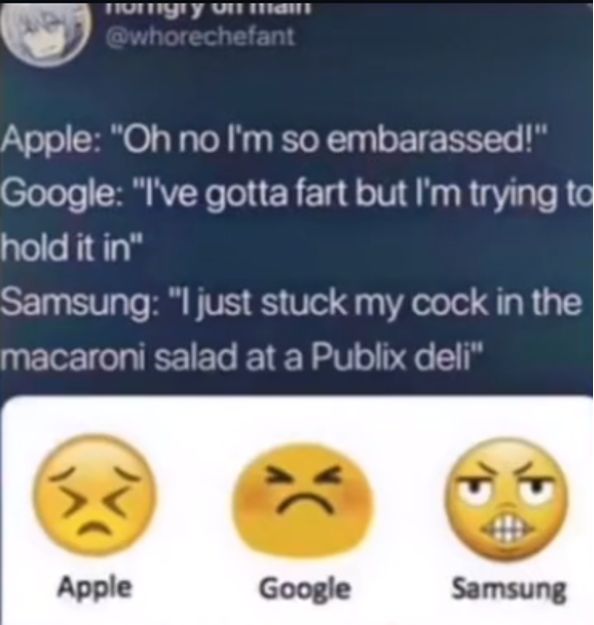 @whorechefant
Apple: "Oh no I'm so embarassed!"
Google: "I've gotta fart but I'm trying to
hold it in"
Samsung: "I just stuck my cock in the
macaroni salad at a Publix deli"
Apple Google Samsung